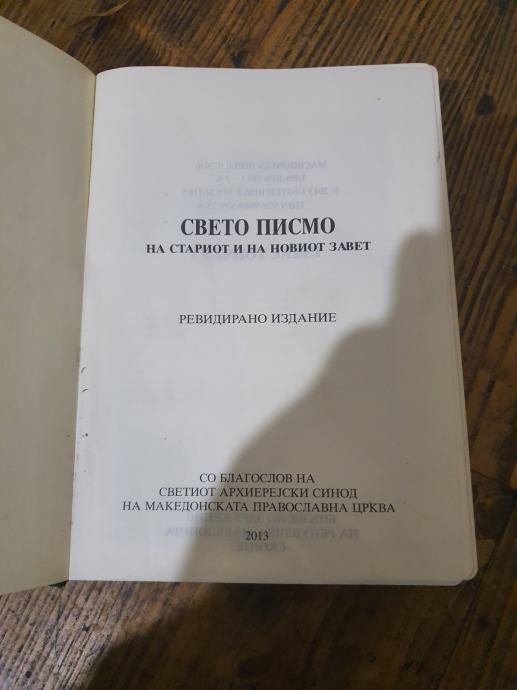 СВЕТО ПИСМО
НА СТАРИОТ И НА НОВИОТ ЗАВЕТ
РЕВИДИРАНО ИЗДАНИЕ
СО БЛАГОСЛОВ НА
СВЕТИОТ АРХИЕРЕЈСКИ СИНОД
НА МАКЕДОНСКАТА ПРАВОСЛАВНА ЦРКВА
2013